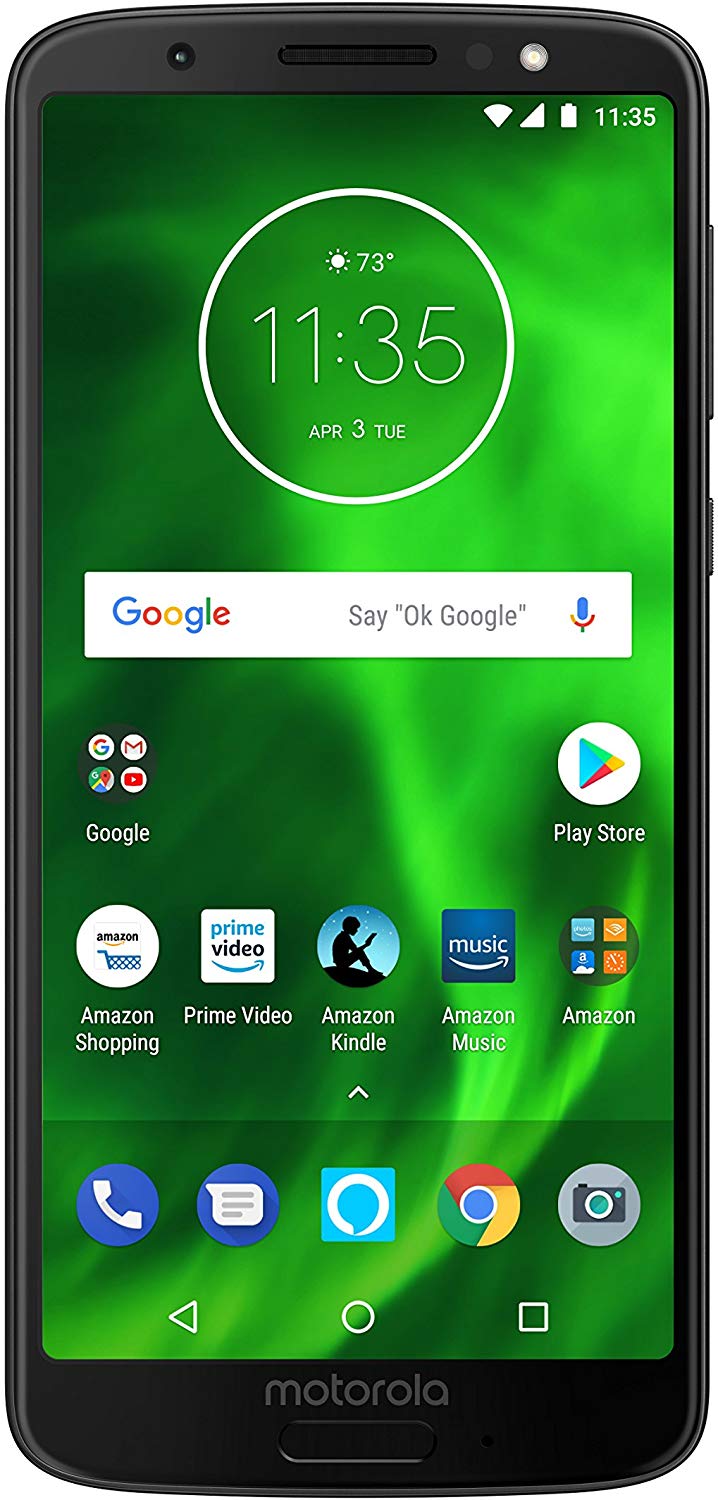 11:35
73°
11:35
APR 3 TUE
Google Say "Ok Google"
Google
Play Store
amazon
prime
video
music
photos
a
Amazon
Shopping
Prime Video
Amazon
Kindle
Amazon
Music
Amazon
motorola